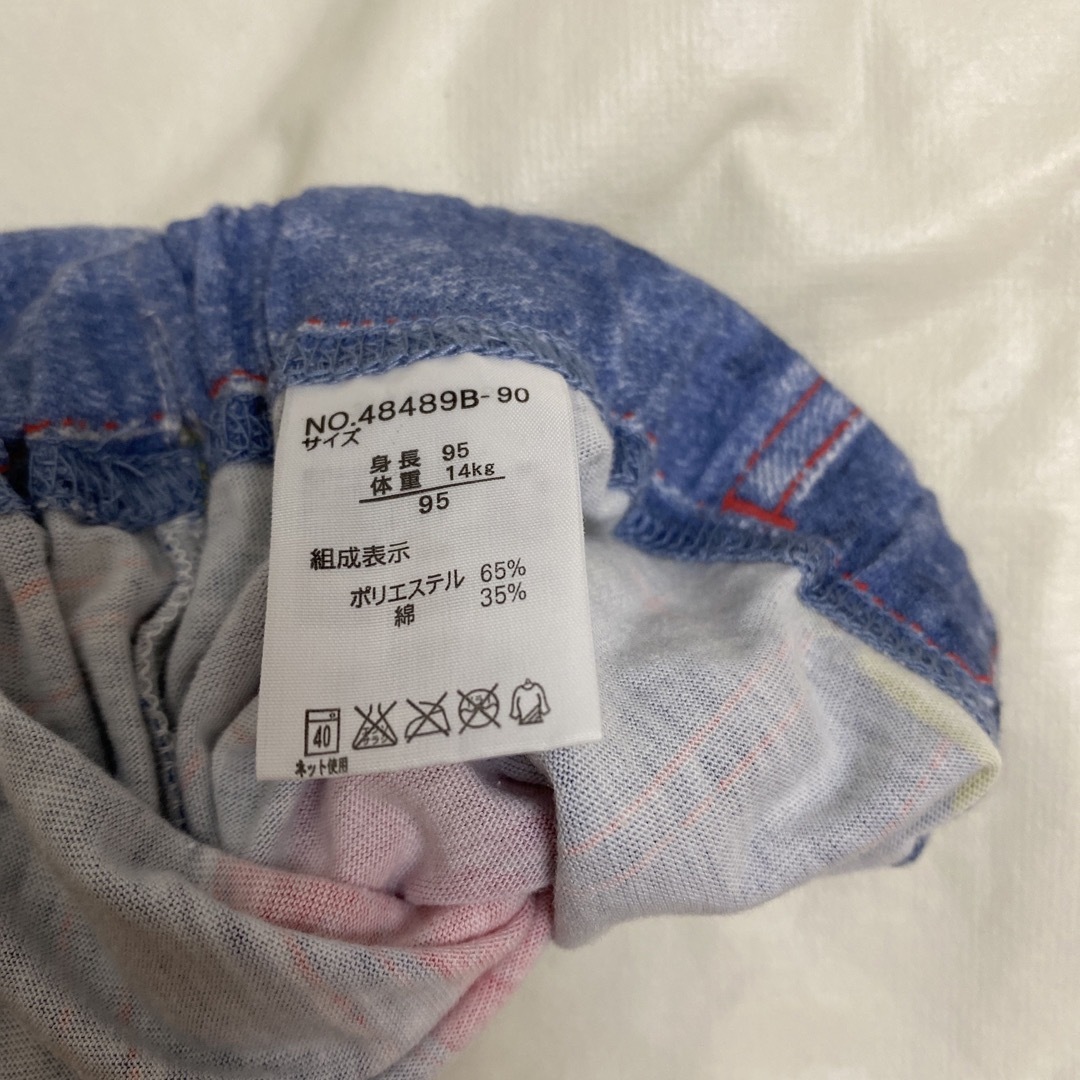 NO.48489B-90
サイズ
身長 95
体重 14kg
95
組成表示
ポリエステル 65%
綿 35%
40
ネット使用